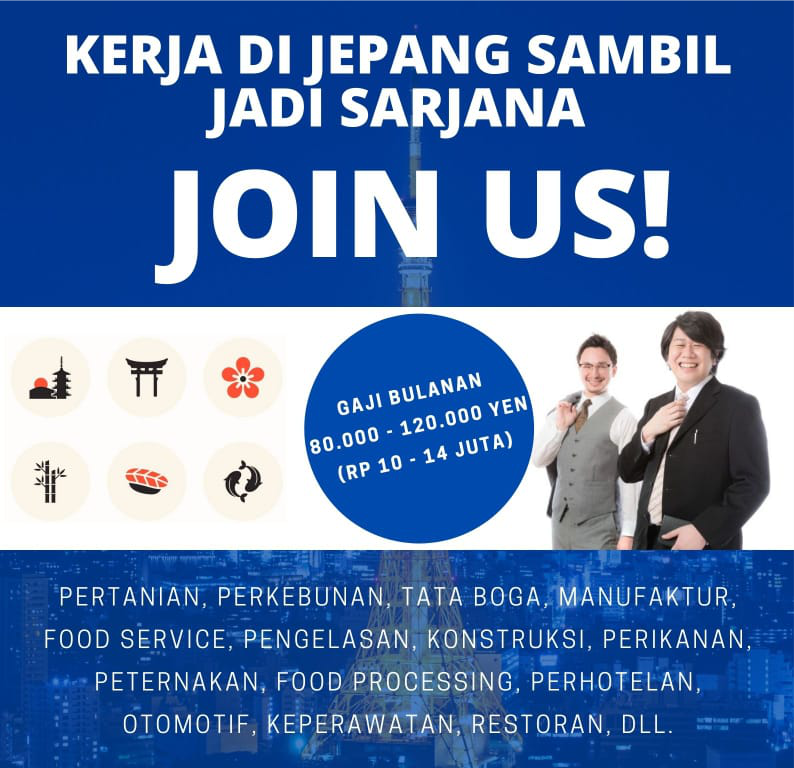 KERJA DI JEPANG SAMBIL
JADI SARJANA
JOIN US!
GAJI BULANAN
80.000 - 120.000 YEN
(RP 10 - 14 JUTA)
PERTANIAN, PERKEBUNAN, TATA BOGA, MANUFAKTUR,
FOOD SERVICE, PENGELASAN, KONSTRUKSI, PERIKANAN,
PETERNAKAN, FOOD PROCESSING, PERHOTELAN,
OTOMOTIF, KEPERAWATAN, RESTORAN, DLL.